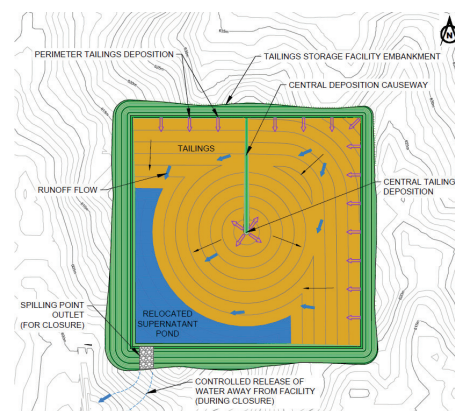 N
PERIMETER TAILINGS DEPOSITION
TAILINGS STORAGE FACILITY EMBANKMENT
CENTRAL DEPOSITION CAUSEWAY
TAILINGS
RUNOFF FLOW
CENTRAL TAILING
DEPOSITION
SPILLING POINT
OUTLET
(FOR CLOSURE)
RELOCATED
SUPERNATANT
POND
CONTROLLED RELEASE OF
WATER AWAY FROM FACILITY
(DURING CLOSURE)